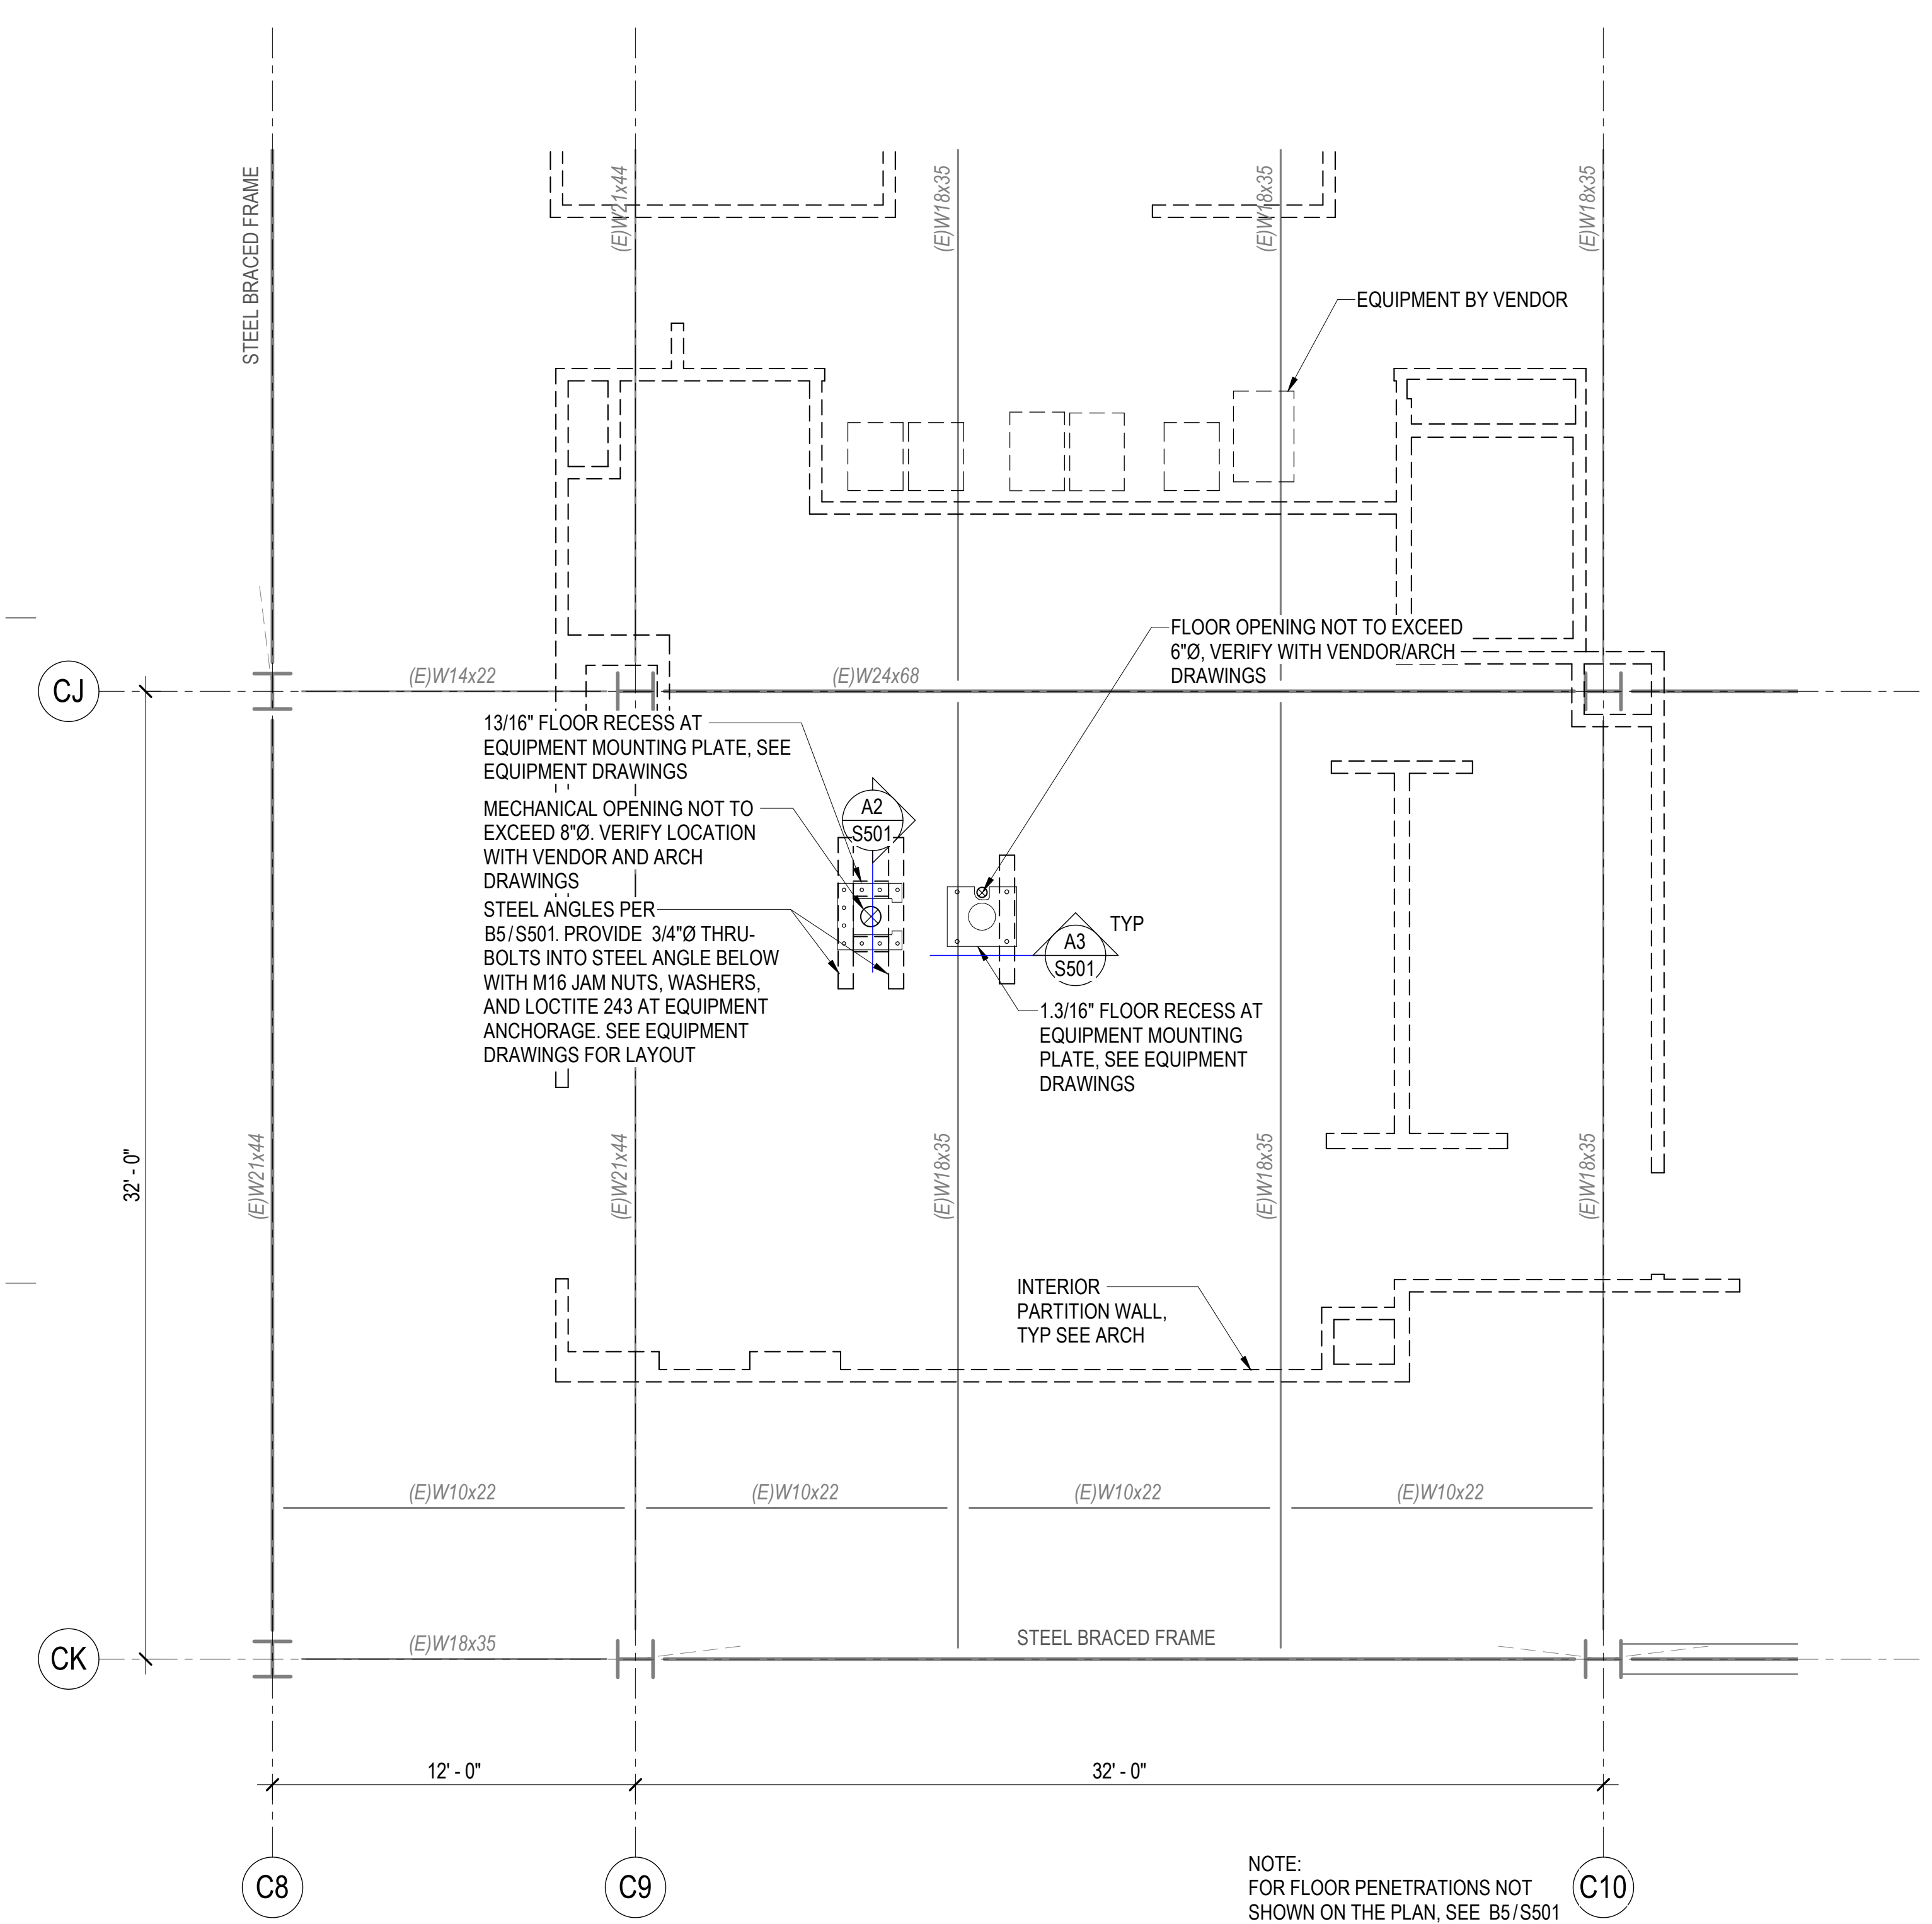 STEEL BRACED FRAME
(E)W21x44
(E)W18x35
(E)W18x35
(E)W18x35
EQUIPMENT BY VENDOR
FLOOR OPENING NOT TO EXCEED
6"Ø, VERIFY WITH VENDOR/ARCH
DRAWINGS
CJ
(E)W14x22
(E)W24x68
13/16" FLOOR RECESS AT
EQUIPMENT MOUNTING PLATE, SEE
EQUIPMENT DRAWINGS
MECHANICAL OPENING NOT TO
EXCEED 8"Ø. VERIFY LOCATION
WITH VENDOR AND ARCH
DRAWINGS
STEEL ANGLES PER
B5/S501. PROVIDE 3/4"Ø THRU-
BOLTS INTO STEEL ANGLE BELOW
WITH M16 JAM NUTS, WASHERS,
AND LOCTITE 243 AT EQUIPMENT
ANCHORAGE. SEE EQUIPMENT
DRAWINGS FOR LAYOUT
A2
S501
TYP
A3
S501
1.3/16" FLOOR RECESS AT
EQUIPMENT MOUNTING
PLATE, SEE EQUIPMENT
DRAWINGS
32' - 0"
(E)W21x44
(E)W21x44
(E)W18x35
(E)W18x35
(E)W18x35
INTERIOR
PARTITION WALL,
TYP SEE ARCH
(E)W10x22
(E)W10x22
(E)W10x22
(E)W10x22
CK
(E)W18x35
STEEL BRACED FRAME
12' - 0"
32' - 0"
C8
C9
C10
NOTE:
FOR FLOOR PENETRATIONS NOT
SHOWN ON THE PLAN, SEE B5/S501